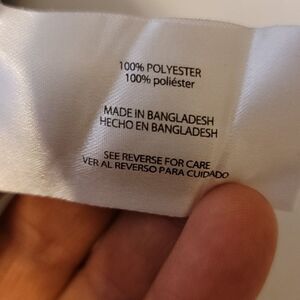 100% POLYESTER
100% poliéster
MADE IN BANGLADESH
HECHO EN BANGLADESH
SEE REVERSE FOR CARE
VER AL REVERSO PARA CUIDADO